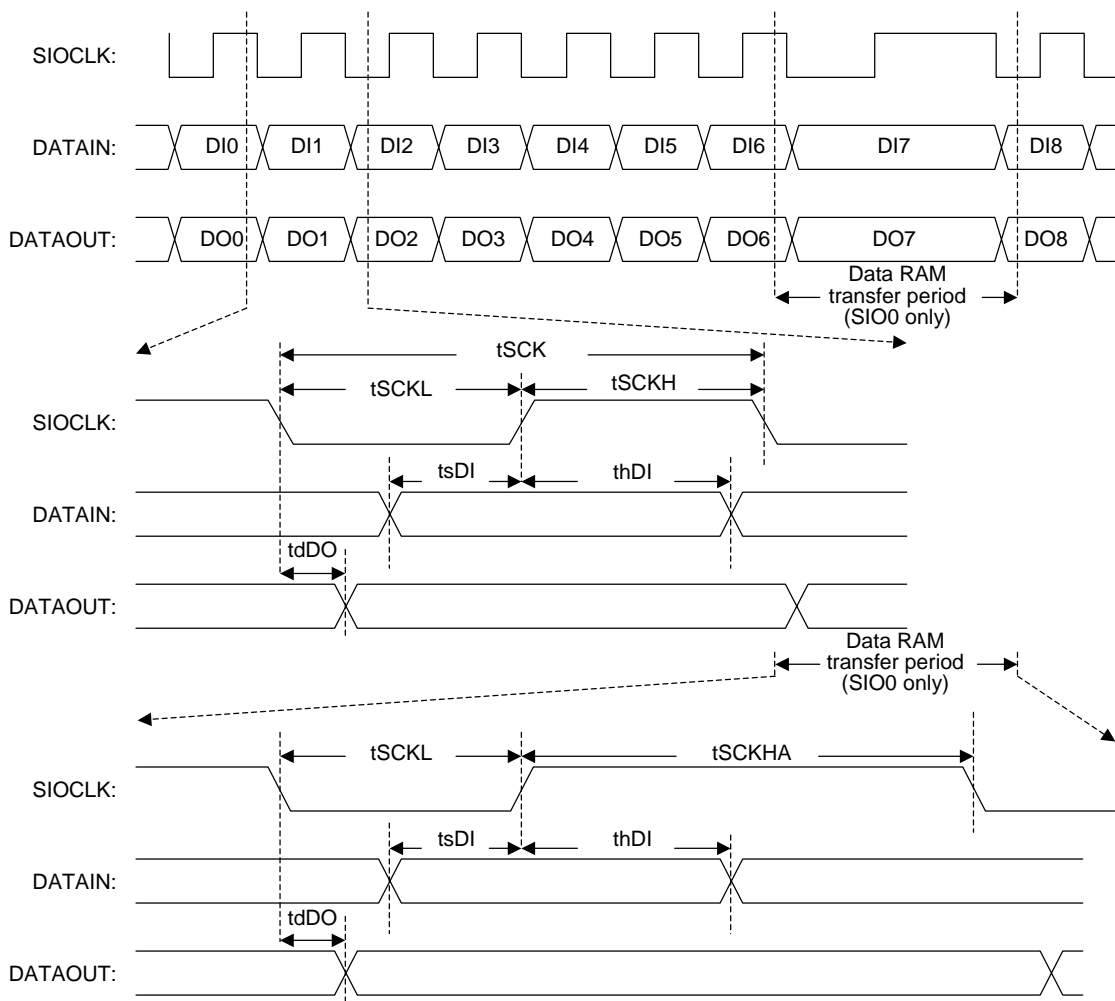 SIOCLK:
DATAIN: DI0 DI1 DI2 DI3 DI4 DI5 DI6 DI7 DI8
DATAOUT: DO0 DO1 DO2 DO3 DO4 DO5 DO6 DO7 DO8
Data RAM
transfer period
(SIO0 only)
tSCK
tSCKL tSCKH
SIOCLK:
tsDI thDI
DATAIN:
tdDO
DATAOUT:
Data RAM
transfer period
(SIO0 only)
tSCKL tSCKHA
SIOCLK:
tsDI thDI
DATAIN:
tdDO
DATAOUT: